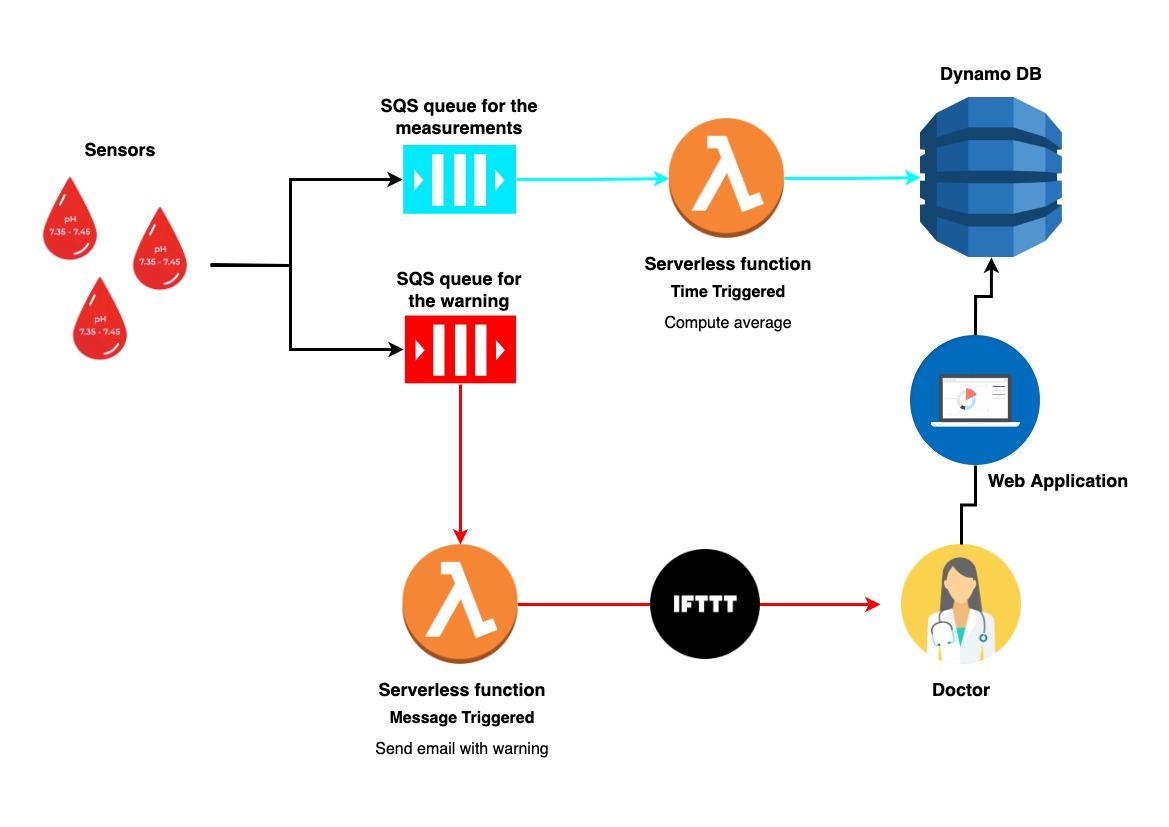 Dynamo DB
SQS queue for the
measurements
Sensors
pH
7.35 - 7.45
pH
7.35 - 7.45
pH
7.35 - 7.45
Serverless function
Time Triggered
Compute average
SQS queue for
the warning
Web Application
IFTTT
Serverless function
Message Triggered
Send email with warning
Doctor